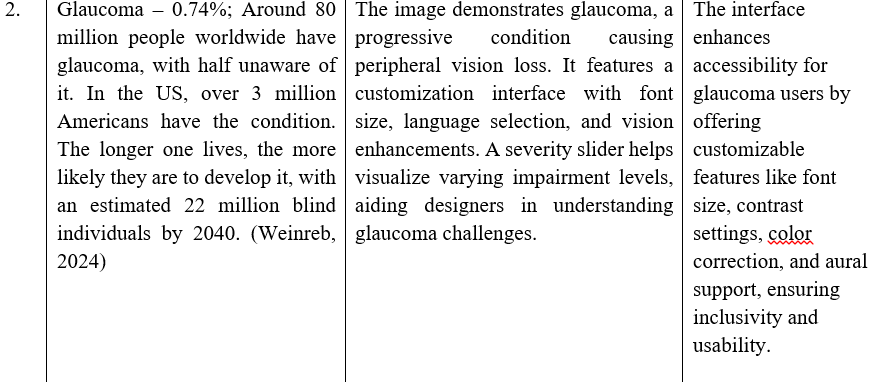 2.
Glaucoma – 0.74%; Around 80
million people worldwide have
glaucoma, with half unaware of
it. In the US, over 3 million
Americans have the condition.
The longer one lives, the more
likely they are to develop it, with
an estimated 22 million blind
individuals by 2040. (Weinreb,
2024)
The image demonstrates glaucoma, a
progressive condition causing
peripheral vision loss. It features a
customization interface with font
size, language selection, and vision
enhancements. A severity slider helps
visualize varying impairment levels,
aiding designers in understanding
glaucoma challenges.
The interface
enhances
accessibility for
glaucoma users by
offering
customizable
features like font
size, contrast
settings, color
correction, and aural
support, ensuring
inclusivity and
usability.